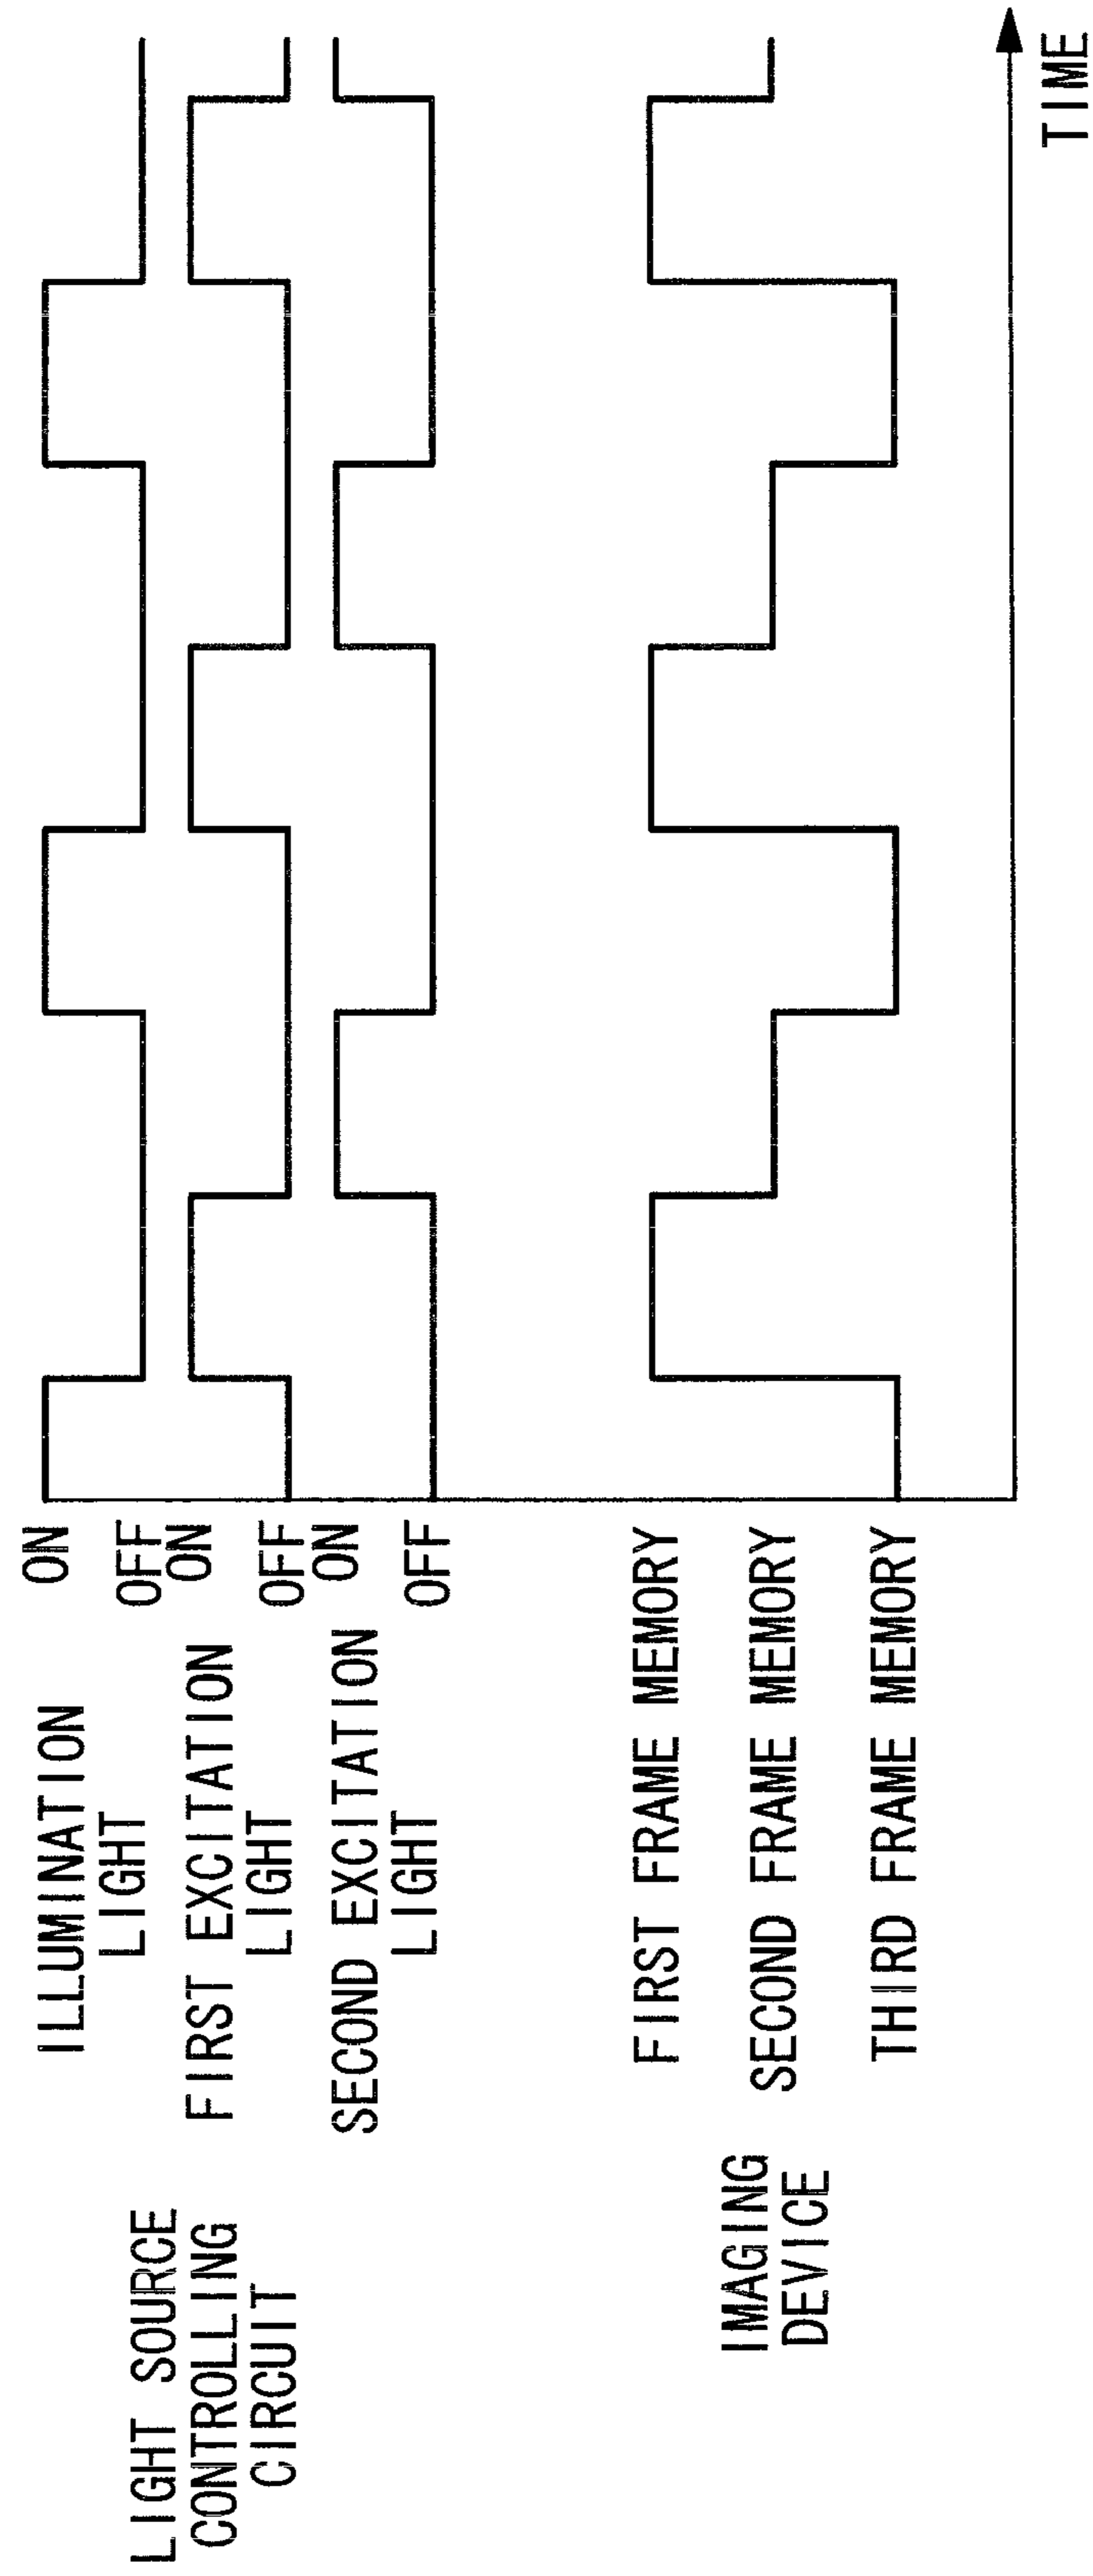 LIGHT SOURCE
CONTROLLING
CIRCUIT
ILLUMINATION
LIGHT
ON
OFF
FIRST EXCITATION
LIGHT
ON
OFF
SECOND EXCITATION
LIGHT
ON
OFF
IMAGING
DEVICE
FIRST FRAME MEMORY
SECOND FRAME MEMORY
THIRD FRAME MEMORY
TIME